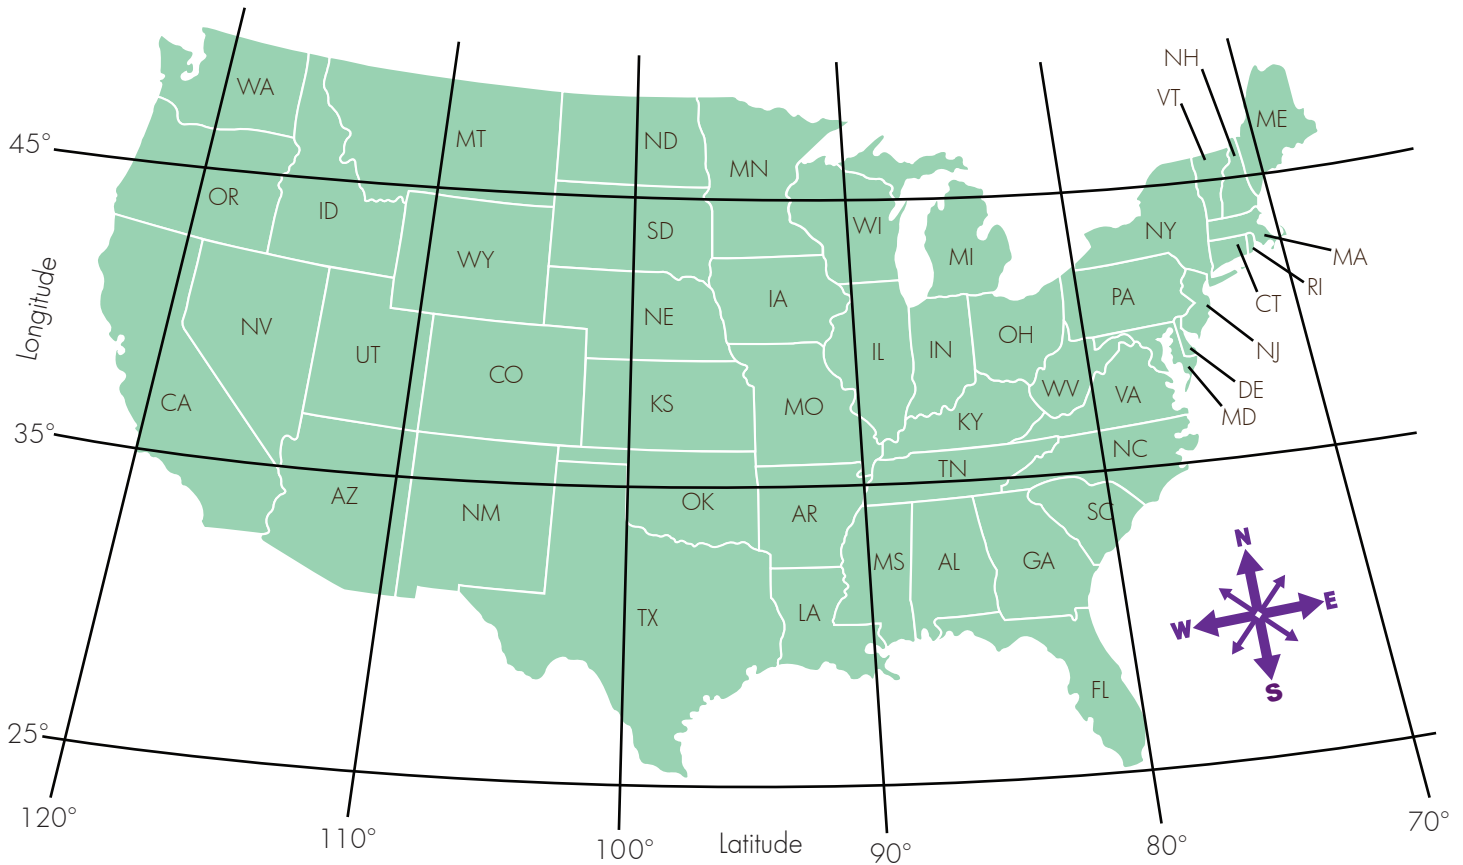 NH
VT
WA
ME
MT
ND
45°
MN
OR
ID
SD
WI
NY
MA
WY
MI
RI
Longitude
IA
PA
CT
NV
NE
OH
NJ
UT
IL
IN
CO
WV
DE
CA
KS
MO
VA
MD
KY
35°
NC
TN
AZ
OK
NM
AR
SC
N
MS
AL
GA
E
LA
TX
W
FL
S
25°
120°
110°
100°
Latitude
90°
80°
70°